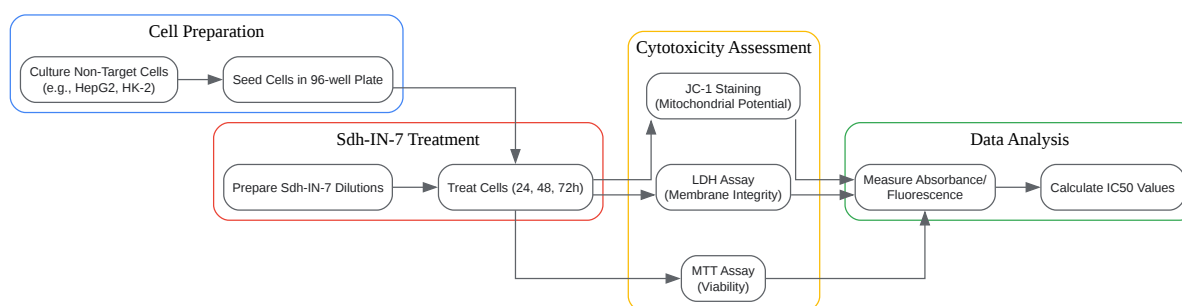 Cell Preparation
Culture Non-Target Cells
(e.g., HepG2, HK-2)
Seed Cells in 96-well Plate
Sdh-IN-7 Treatment
Prepare Sdh-IN-7 Dilutions
Treat Cells (24, 48, 72h)
Cytotoxicity Assessment
JC-1 Staining
(Mitochondrial Potential)
LDH Assay
(Membrane Integrity)
MTT Assay
(Viability)
Data Analysis
Measure Absorbance/
Fluorescence
Calculate IC50 Values